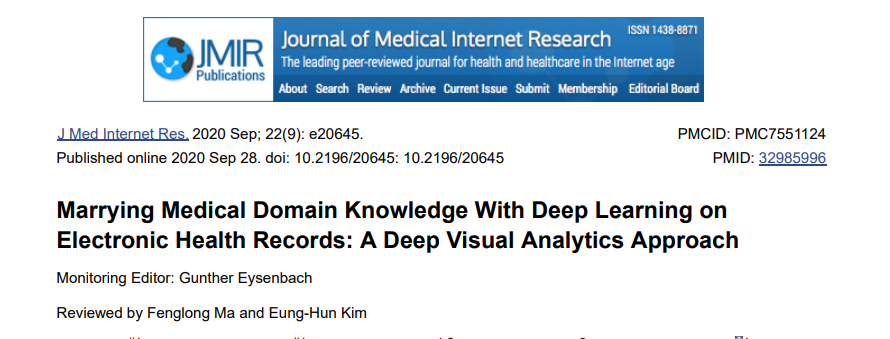 JMIR
Publications
Journal of Medical Internet Research
ISSN 1438-8871
The leading peer-reviewed journal for health and healthcare in the Internet age
About Search Review Archive Current Issue Submit Membership Editorial Board
J Med Internet Res. 2020 Sep; 22(9): e20645.
PMCID: PMC7551124
Published online 2020 Sep 28. doi: 10.2196/20645: 10.2196/20645
PMID: 32985996
Marrying Medical Domain Knowledge With Deep Learning on
Electronic Health Records: A Deep Visual Analytics Approach
Monitoring Editor: Gunther Eysenbach
Reviewed by Fenglong Ma and Eung-Hun Kim